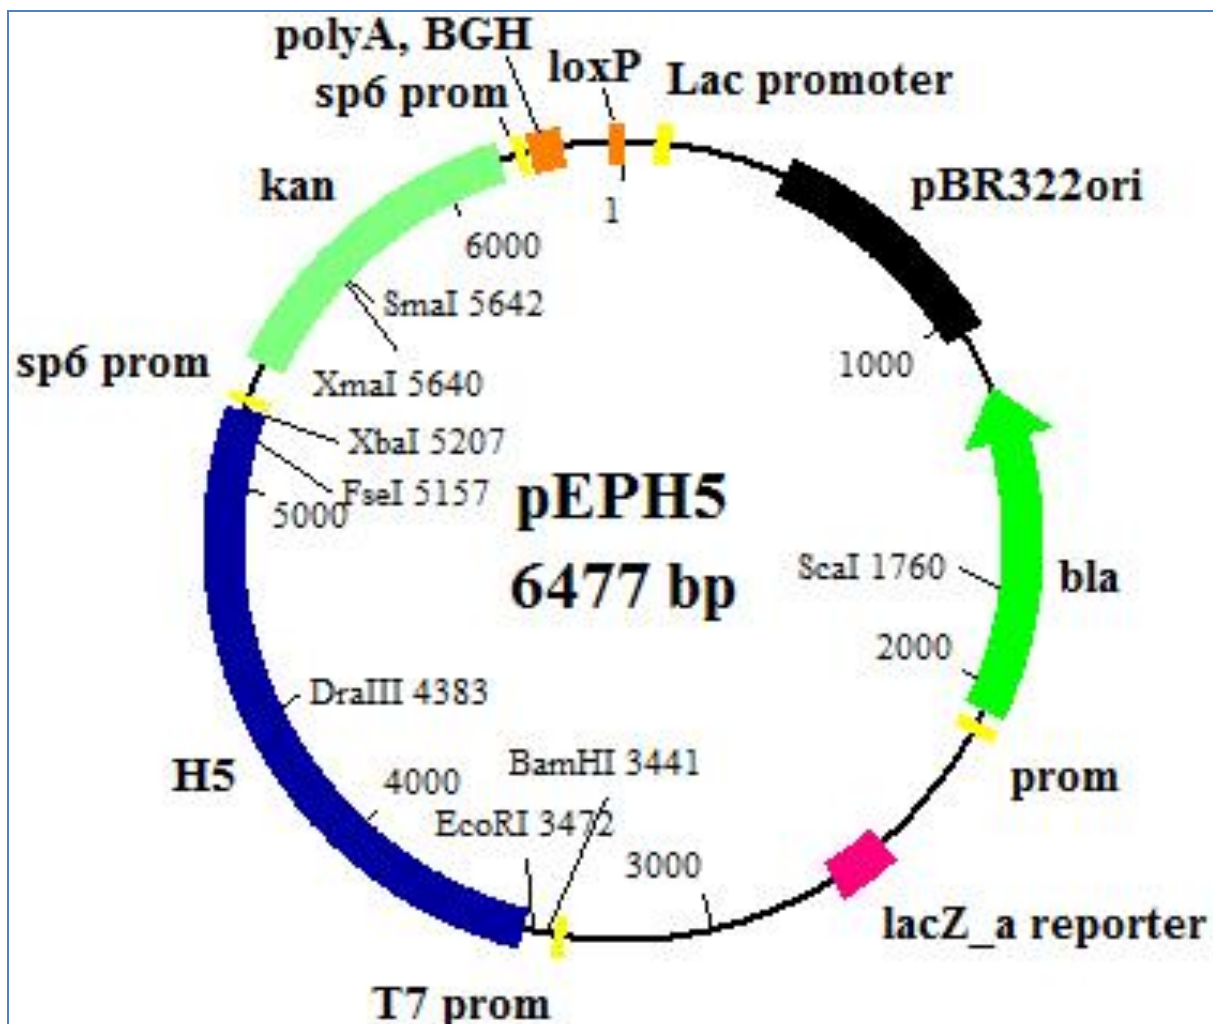 polyA, BGH
loxP
Lac promoter
sp6 prom
kan
pBR322ori
1
6000
SmaI 5642
1000
sp6 prom
XmaI 5640
XbaI 5207
FseI 5157
5000
pEPH5
6477 bp
ScaI 1760
bla
2000
DraIII 4383
H5
4000
BamHI 3441
prom
EcoRI 3472
3000
lacZ_a reporter
T7 prom